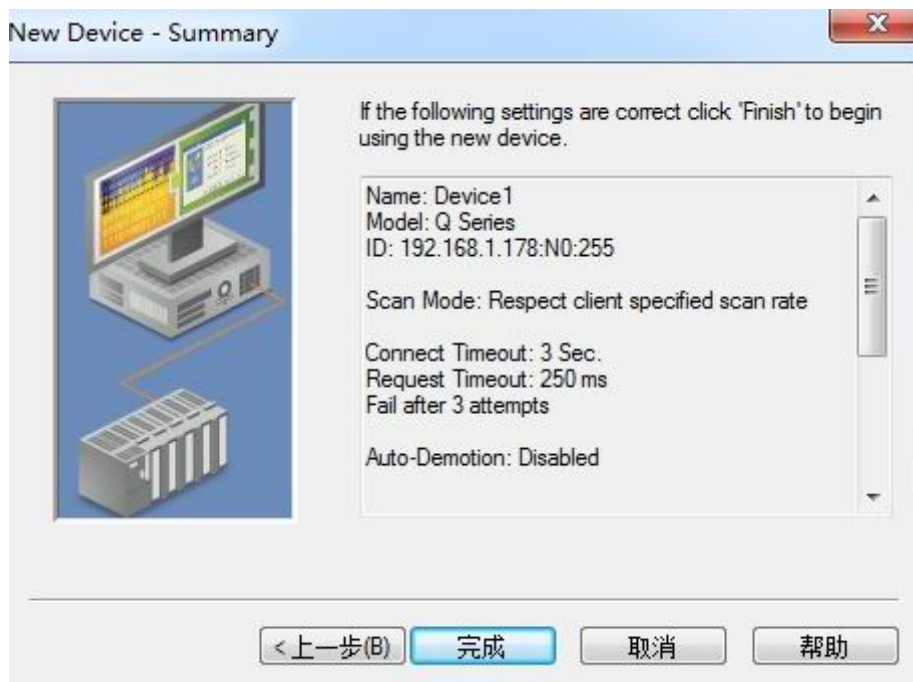 New Device - Summary
If the following settings are correct click 'Finish' to begin
using the new device.
Name: Device1
Model: Q Series
ID: 192.168.1.178:N0:255
Scan Mode: Respect client specified scan rate
Connect Timeout: 3 Sec.
Request Timeout: 250 ms
Fail after 3 attempts
Auto-Demotion: Disabled
<上一步(B) 完成 取消 帮助